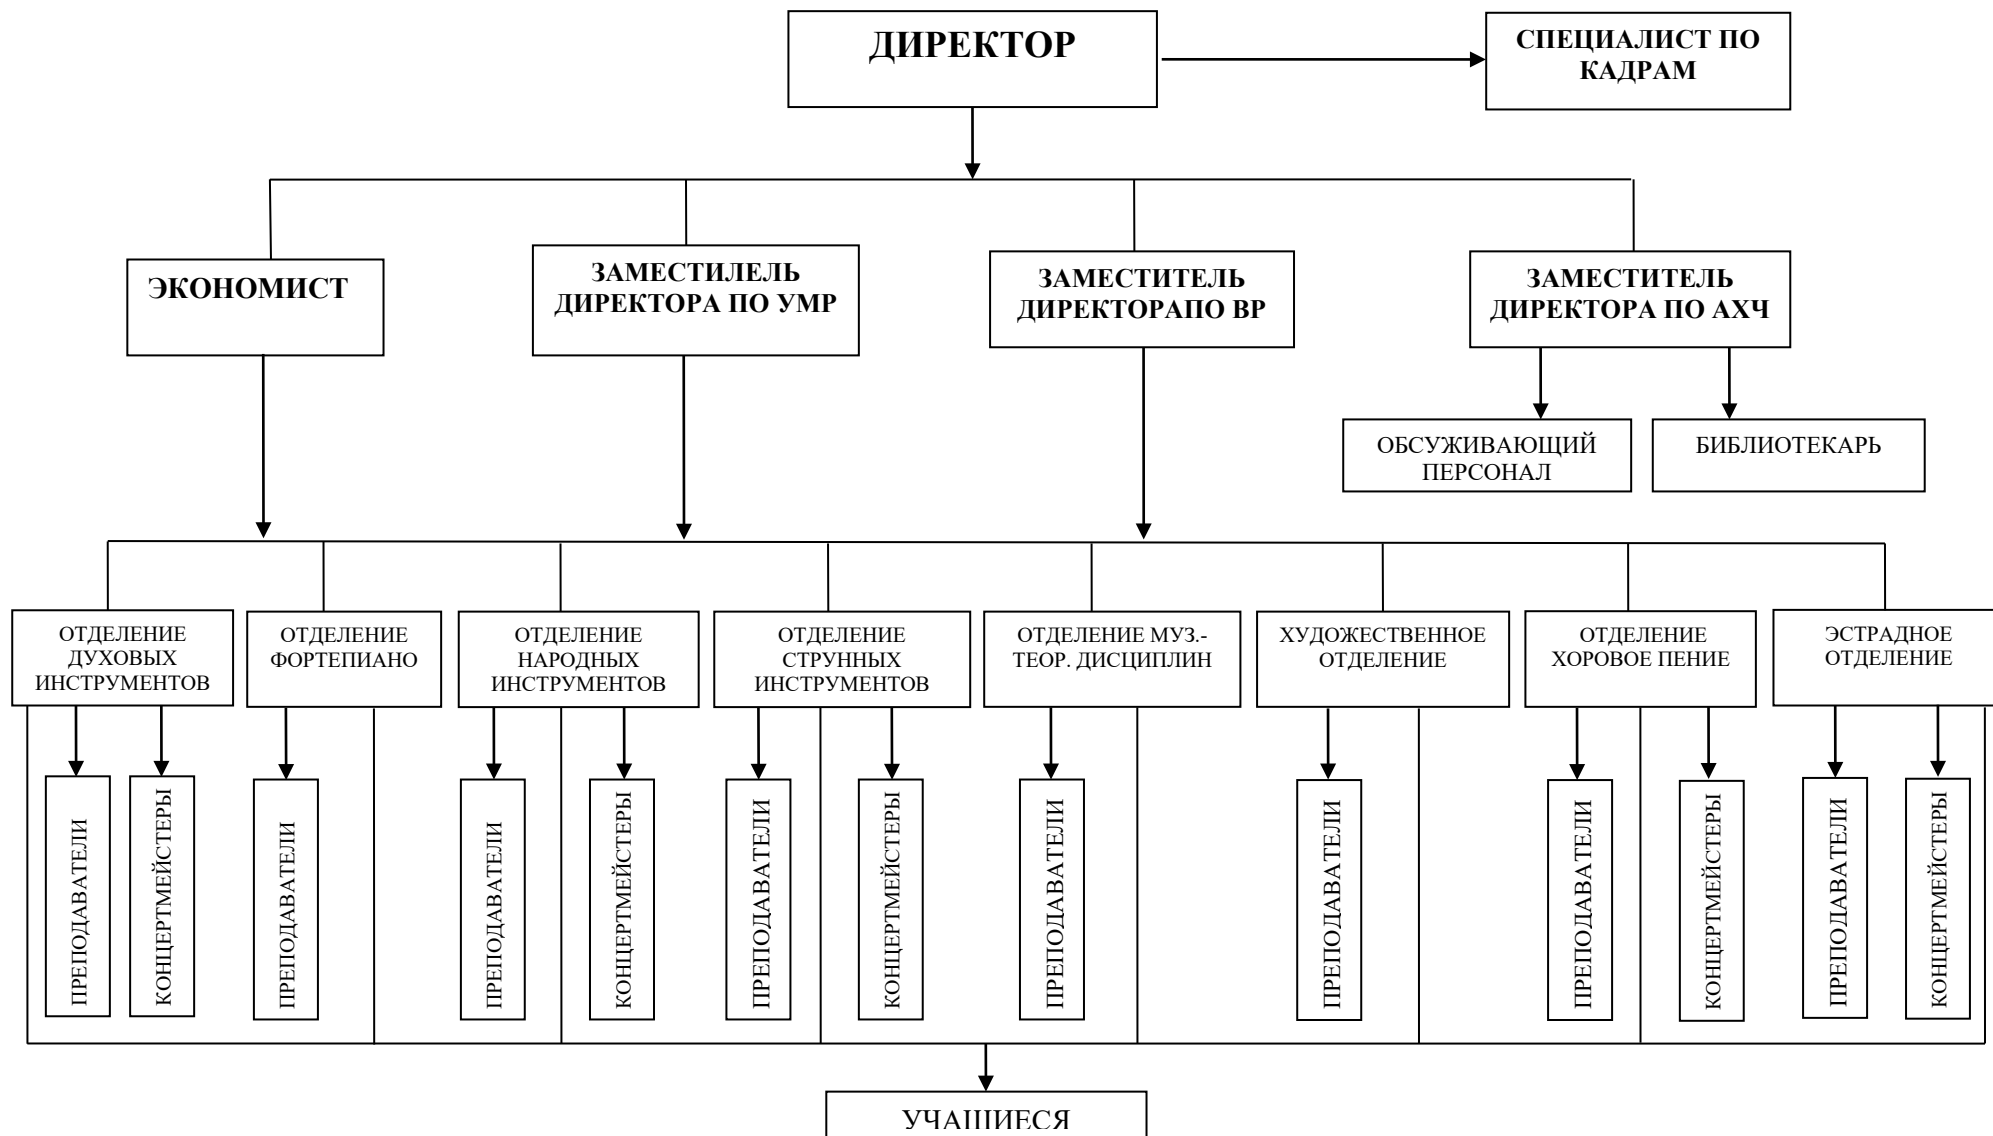 ДИРЕКТОР
СПЕЦИАЛИСТ ПО
КАДРАМ
ЭКОНОМИСТ
ЗАМЕСТИЛЕЛЬ
ДИРЕКТОРА ПО УМР
ЗАМЕСТИТЕЛЬ
ДИРЕКТОРАПО ВР
ЗАМЕСТИТЕЛЬ
ДИРЕКТОРА ПО АХЧ
ОБСУЖИВАЮЩИЙ
ПЕРСОНАЛ
БИБЛИОТЕКАРЬ
ОТДЕЛЕНИЕ
ДУХОВЫХ
ИНСТРУМЕНТОВ
ОТДЕЛЕНИЕ
ФОРТЕПИАНО
ОТДЕЛЕНИЕ
НАРОДНЫХ
ИНСТРУМЕНТОВ
ОТДЕЛЕНИЕ
СТРУННЫХ
ИНСТРУМЕНТОВ
ОТДЕЛЕНИЕ МУЗ.-
ТЕОР. ДИСЦИПЛИН
ХУДОЖЕСТВЕННОЕ
ОТДЕЛЕНИЕ
ОТДЕЛЕНИЕ
ХОРОВОЕ ПЕНИЕ
ЭСТРАДНОЕ
ОТДЕЛЕНИЕ
ПРЕПОДАВАТЕЛИ
КОНЦЕРТМЕЙСТЕРЫ
ПРЕПОДАВАТЕЛИ
ПРЕПОДАВАТЕЛИ
КОНЦЕРТМЕЙСТЕРЫ
ПРЕПОДАВАТЕЛИ
КОНЦЕРТМЕЙСТЕРЫ
ПРЕПОДАВАТЕЛИ
ПРЕПОДАВАТЕЛИ
ПРЕПОДАВАТЕЛИ
КОНЦЕРТМЕЙСТЕРЫ
ПРЕПОДАВАТЕЛИ
КОНЦЕРТМЕЙСТЕРЫ
УЧАЩИЕСЯ